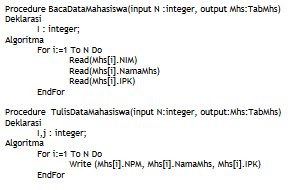 Procedure BacaDataMahasiswa(input N :integer, output Mhs:TabMhs)
Deklarasi
I : integer;
Algoritma
For i:=1 To N Do
Read(Mhs[i].NIM)
Read(Mhs[i].NamaMhs)
Read(Mhs[i].IPK)
EndFor
Procedure TulisDataMahasiswa(input N:integer, output:Mhs:TabMhs)
Deklarasi
I,j : integer;
Algoritma
For i:=1 To N Do
Write (Mhs[i].NPM, Mhs[i].NamaMhs, Mhs[i].IPK)
EndFor